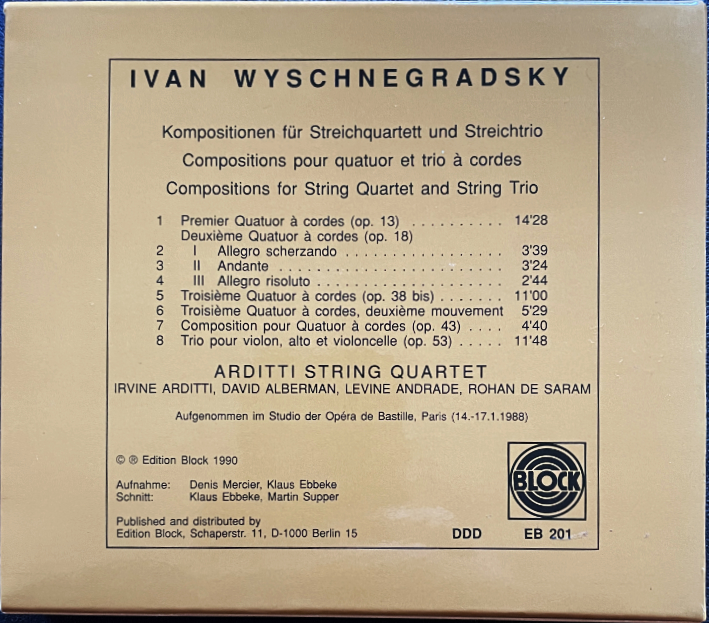 IVAN WYSCHNEGRADSKY
Kompositionen für Streichquartett und Streichtrio
Compositions pour quatuor et trio à cordes
Compositions for String Quartet and String Trio
1 Premier Quatuor à cordes (op. 13) . . . . . . . . . . 14'28
Deuxième Quatuor à cordes (op. 18)
2 I Allegro scherzando . . . . . . . . . . . . . . . . . 3'39
3 II Andante . . . . . . . . . . . . . . . . . . . . . . . . 3'24
4 III Allegro risoluto . . . . . . . . . . . . . . . . . . . . 2'44
5 Troisième Quatuor à cordes (op. 38 bis) . . . . . . . 11'00
6 Troisième Quatuor à cordes, deuxième mouvement 5'29
7 Composition pour Quatuor à cordes (op. 43) . . . . 4'40
8 Trio pour violon, alto et violoncelle (op. 53) . . . . . 11'48
ARDITTI STRING QUARTET
IRVINE ARDITTI, DAVID ALBERMAN, LEVINE ANDRADE, ROHAN DE SARAM
Aufgenommen im Studio der Opéra de Bastille, Paris (14.-17.1.1988)
© ® Edition Block 1990
Aufnahme: Denis Mercier, Klaus Ebbeke
Schnitt: Klaus Ebbeke, Martin Supper
BLOCK
Published and distributed by
Edition Block, Schaperstr. 11, D-1000 Berlin 15
DDD EB 201